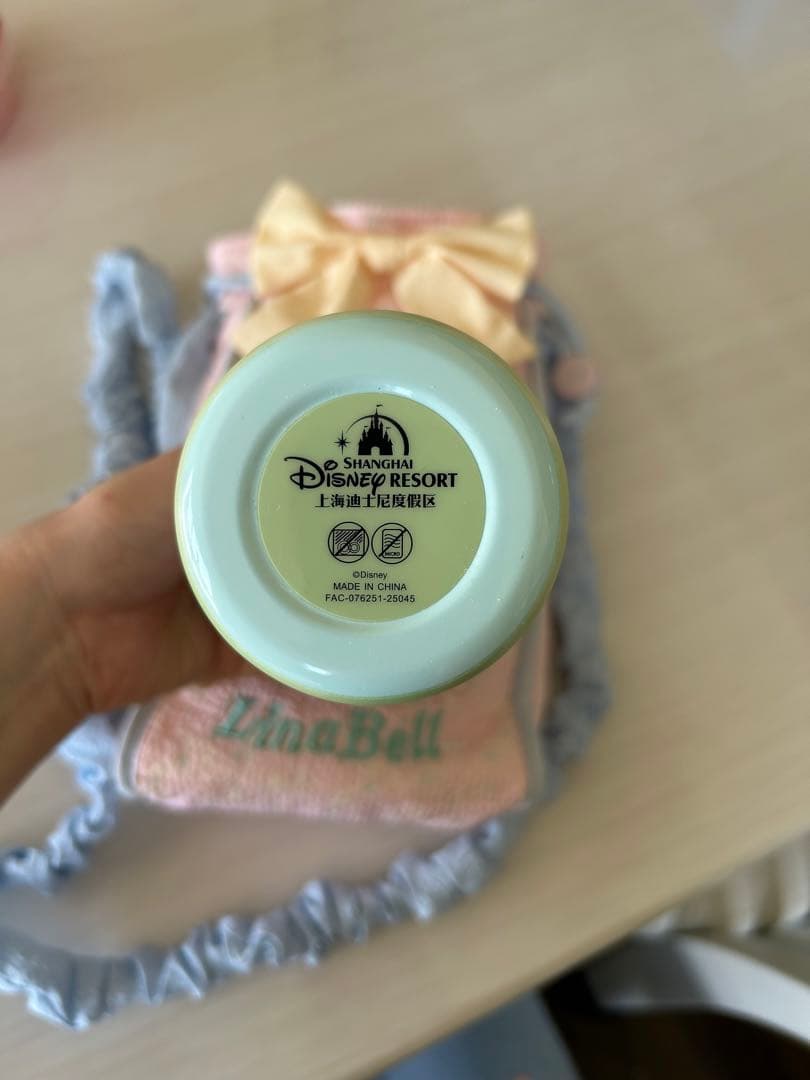 SHANGHAI
Disney RESORT
上海迪士尼度假区
MICRO
©Disney
MADE IN CHINA
FAC-076251-25045
LinaBell